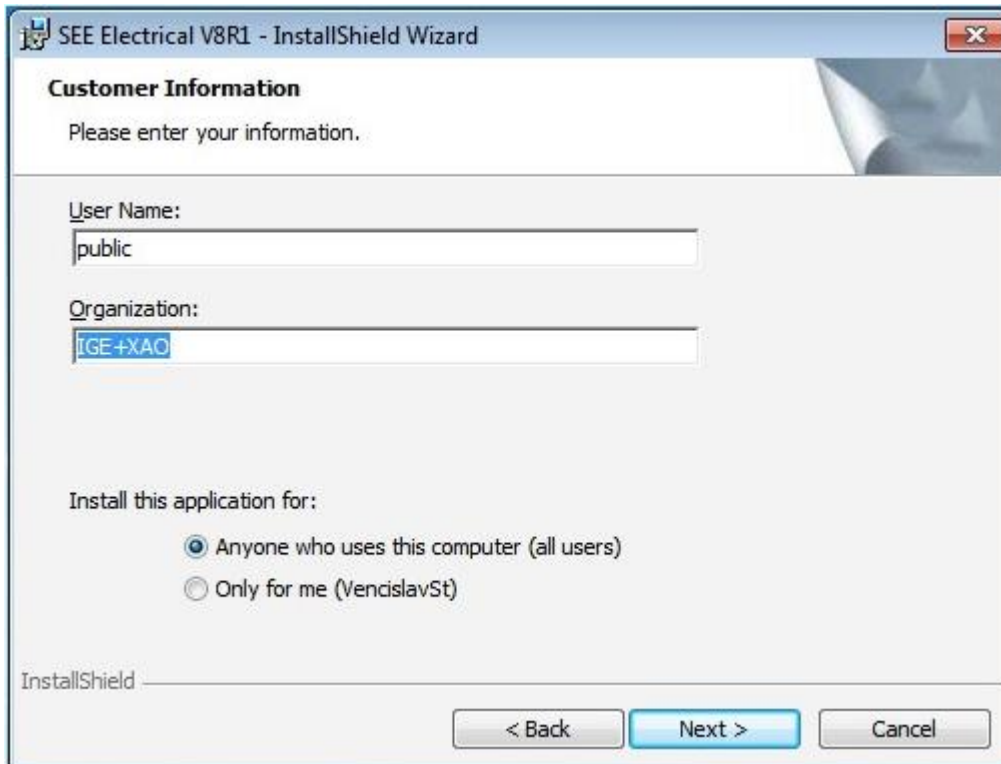 SEE Electrical V8R1 - InstallShield Wizard
Customer Information
Please enter your information.
User Name:
public
Organization:
IGE+XAO
Install this application for:
Anyone who uses this computer (all users)
Only for me (VencislavSt)
InstallShield
< Back Next > Cancel